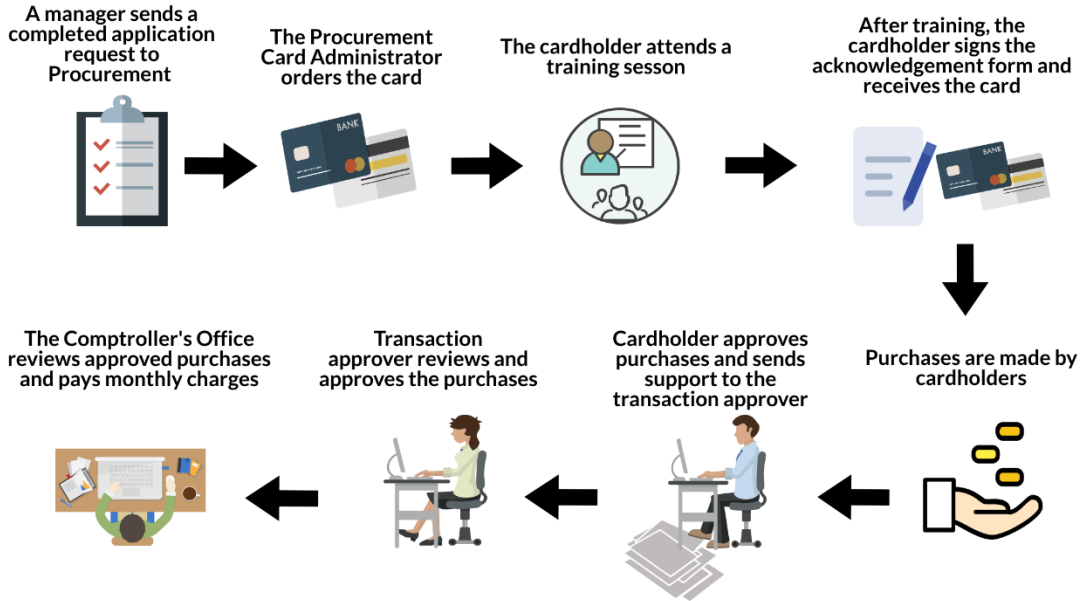 A manager sends a
completed application
request to
Procurement
The Procurement
Card Administrator
orders the card
The cardholder attends a
training sesson
After training, the
cardholder signs the
acknowledgement form and
receives the card
BANK
BANK
Purchases are made by
cardholders
Cardholder approves
purchases and sends
support to the
transaction approver
Transaction
approver reviews and
approves the purchases
The Comptroller's Office
reviews approved purchases
and pays monthly charges